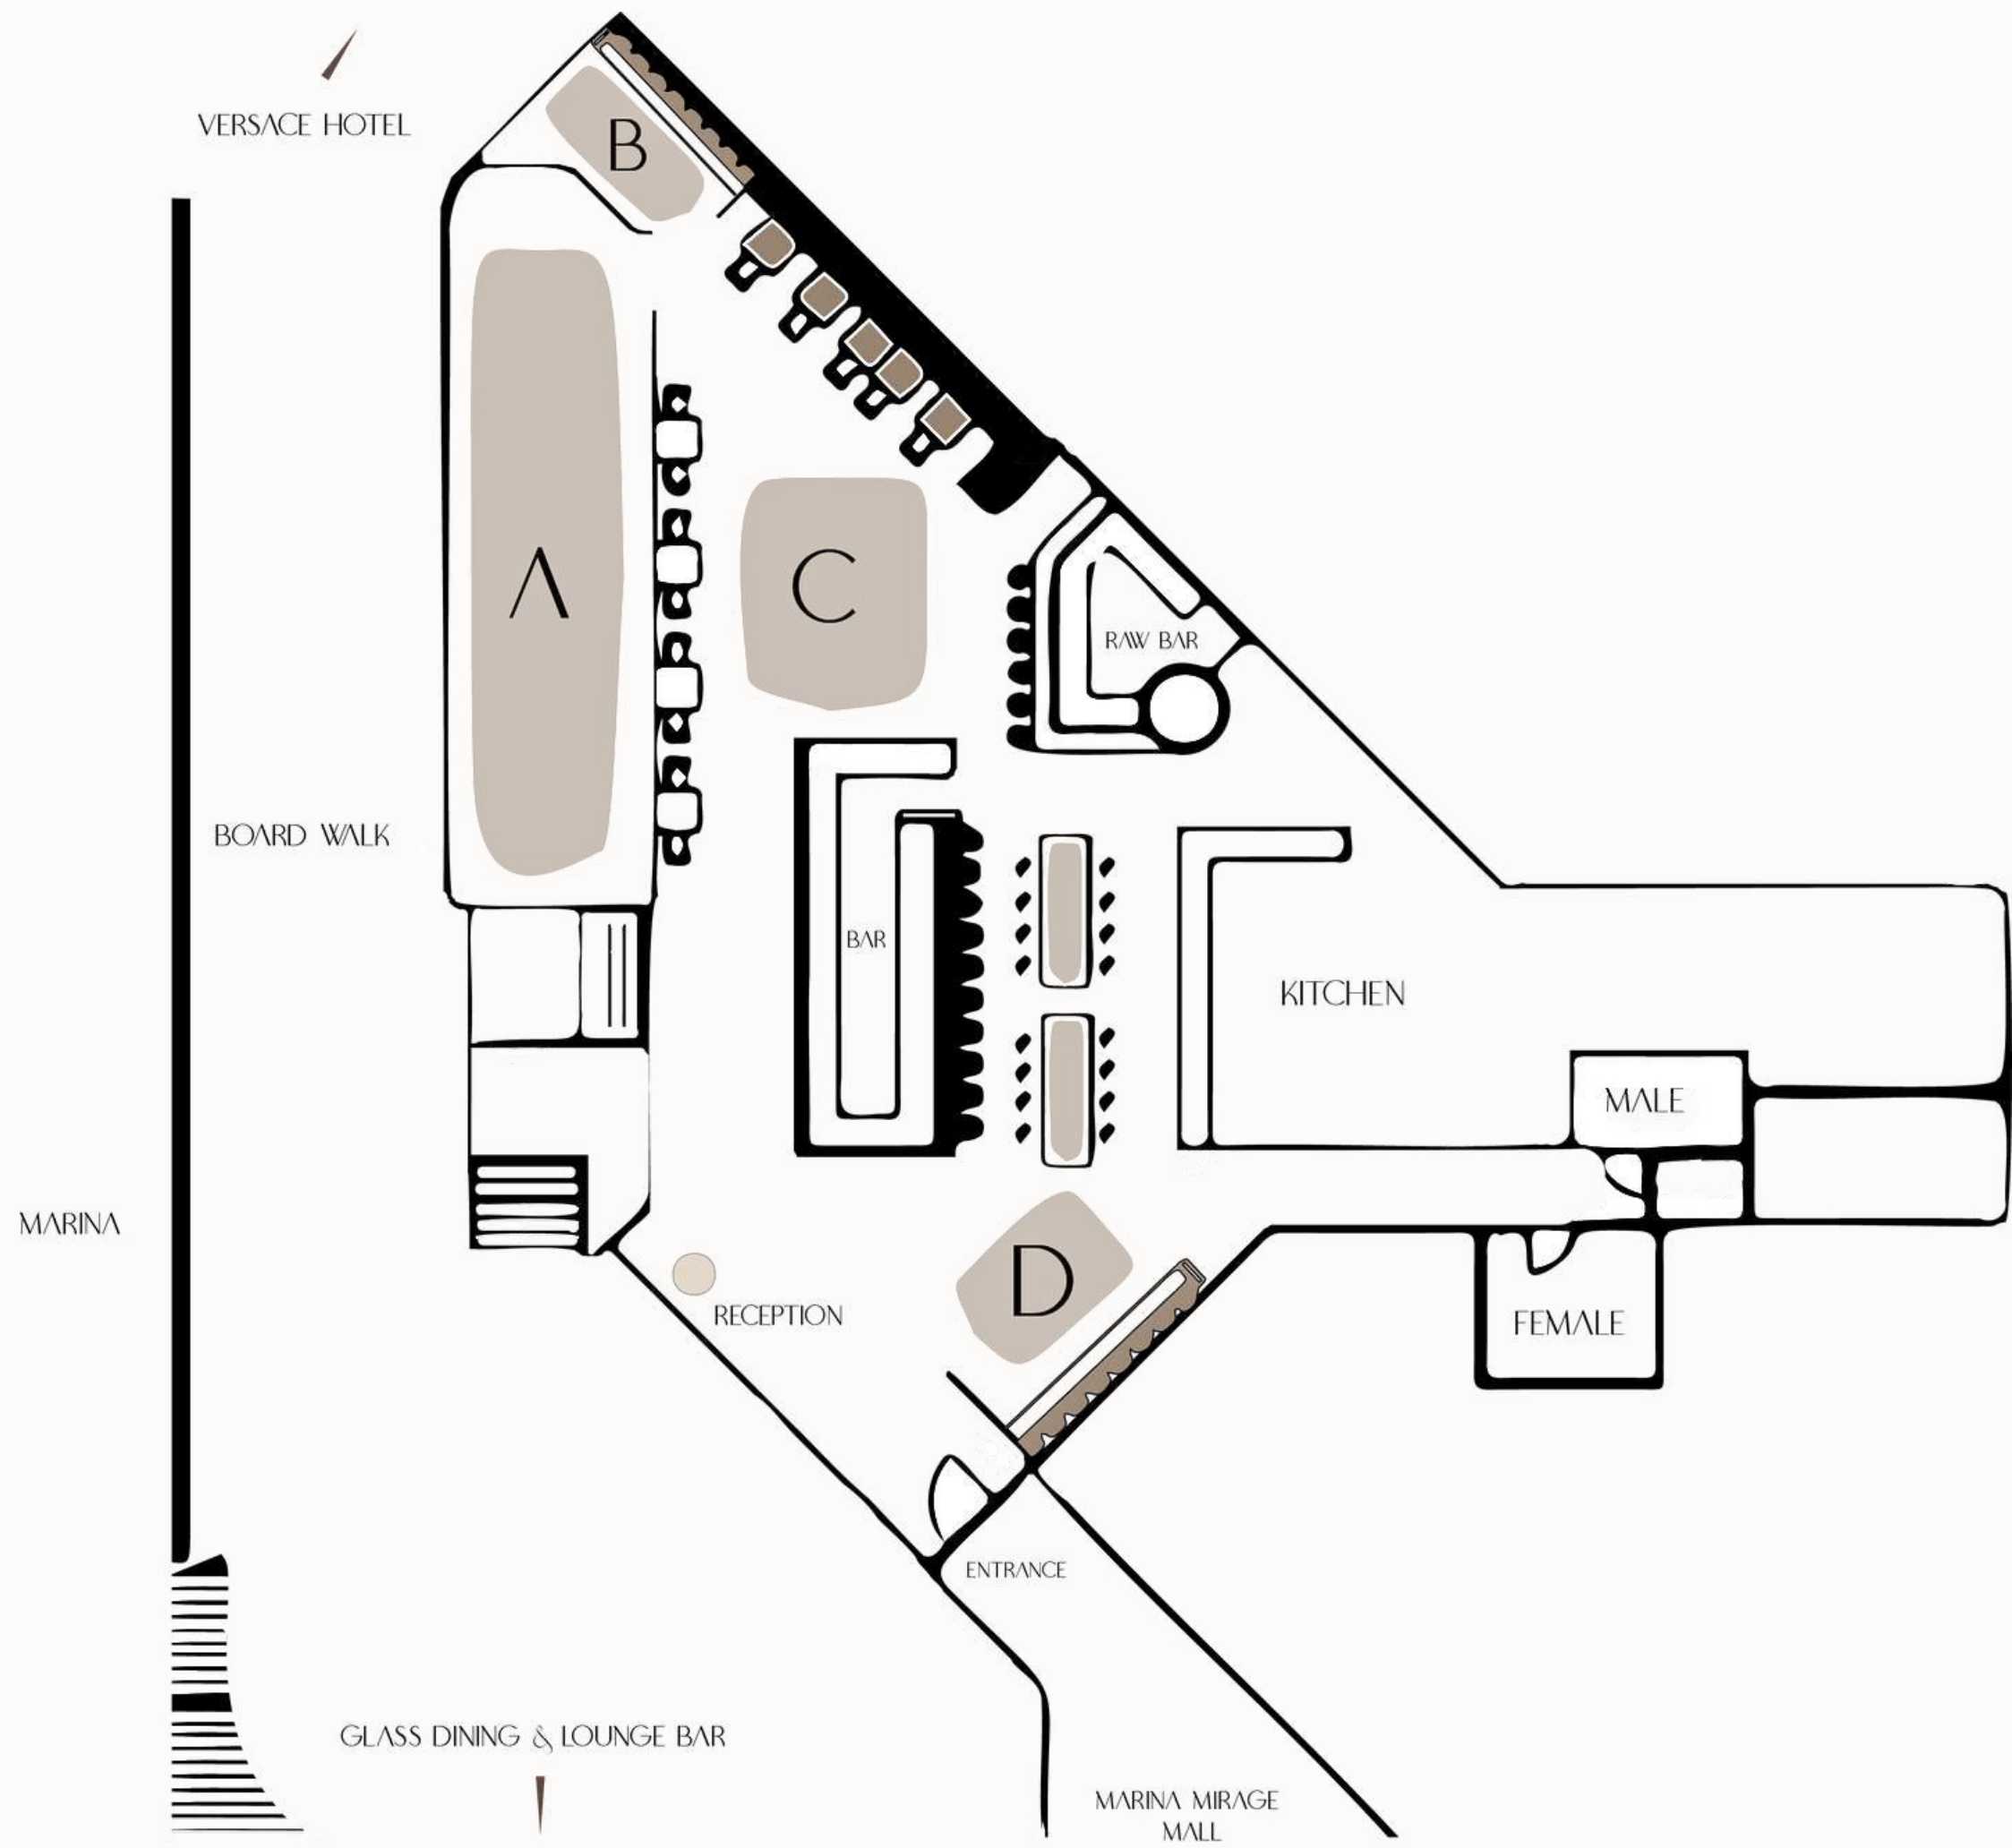 VERSACE HOTEL
B
A
C
RAW BAR
BOARD WALK
BAR
KITCHEN
MALE
MARINA
D
RECEPTION
FEMALE
ENTRANCE
GLASS DINING & LOUNGE BAR
MARINA MIRAGE
MALL